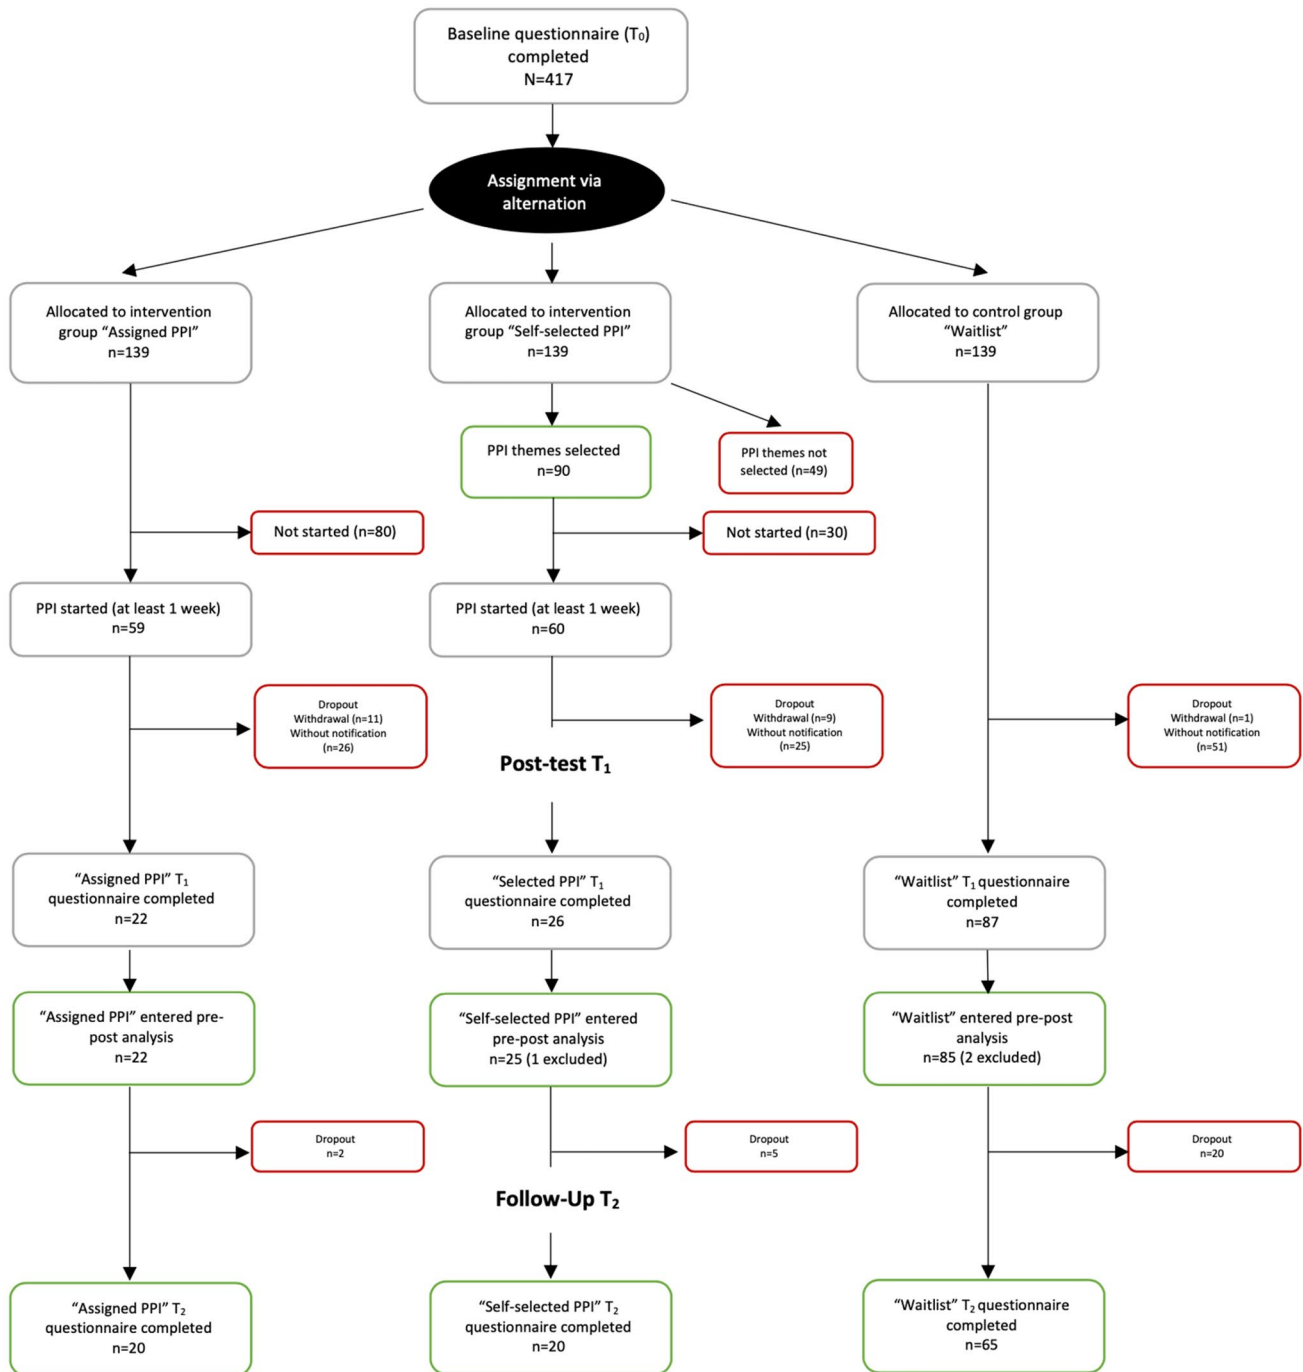 Baseline questionnaire (T₀)
completed
N=417
Assignment via
alternation
Allocated to intervention
group “Assigned PPI”
n=139
Allocated to intervention
group “Self-selected PPI”
n=139
Allocated to control group
“Waitlist”
n=139
PPI themes selected
n=90
PPI themes not
selected (n=49)
Not started (n=80)
Not started (n=30)
PPI started (at least 1 week)
n=59
PPI started (at least 1 week)
n=60
Dropout
Withdrawal (n=11)
Without notification
(n=26)
Dropout
Withdrawal (n=9)
Without notification
(n=25)
Dropout
Withdrawal (n=1)
Without notification
(n=51)
Post-test T₁
“Assigned PPI” T₁
questionnaire completed
n=22
“Selected PPI” T₁
questionnaire completed
n=26
“Waitlist” T₁ questionnaire
completed
n=87
“Assigned PPI” entered pre-
post analysis
n=22
“Self-selected PPI” entered
pre-post analysis
n=25 (1 excluded)
“Waitlist” entered pre-post
analysis
n=85 (2 excluded)
Dropout
n=2
Dropout
n=5
Dropout
n=20
Follow-Up T₂
“Assigned PPI” T₂
questionnaire completed
n=20
“Self-selected PPI” T₂
questionnaire completed
n=20
“Waitlist” T₂ questionnaire
completed
n=65